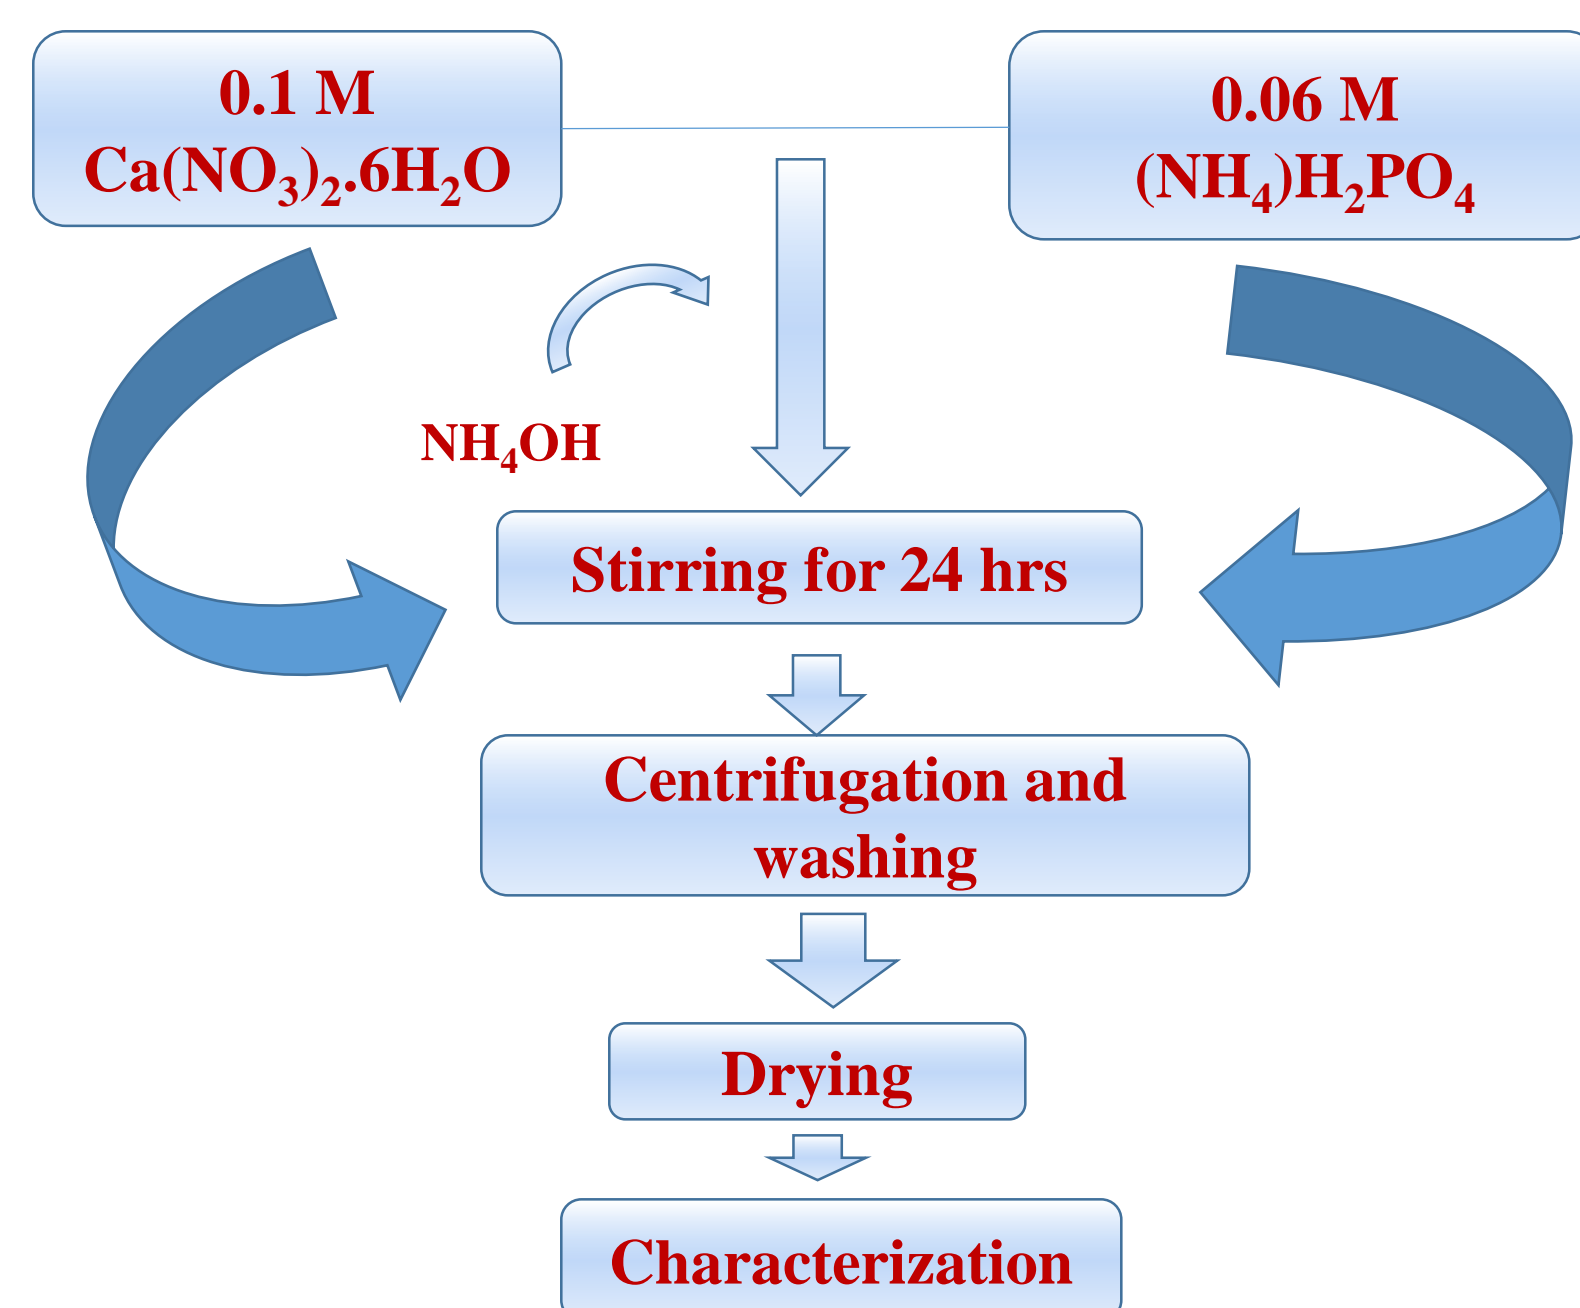 0.1 M
Ca(NO₃)₂.6H₂O
0.06 M
(NH₄)H₂PO₄
NH₄OH
Stirring for 24 hrs
Centrifugation and
washing
Drying
Characterization